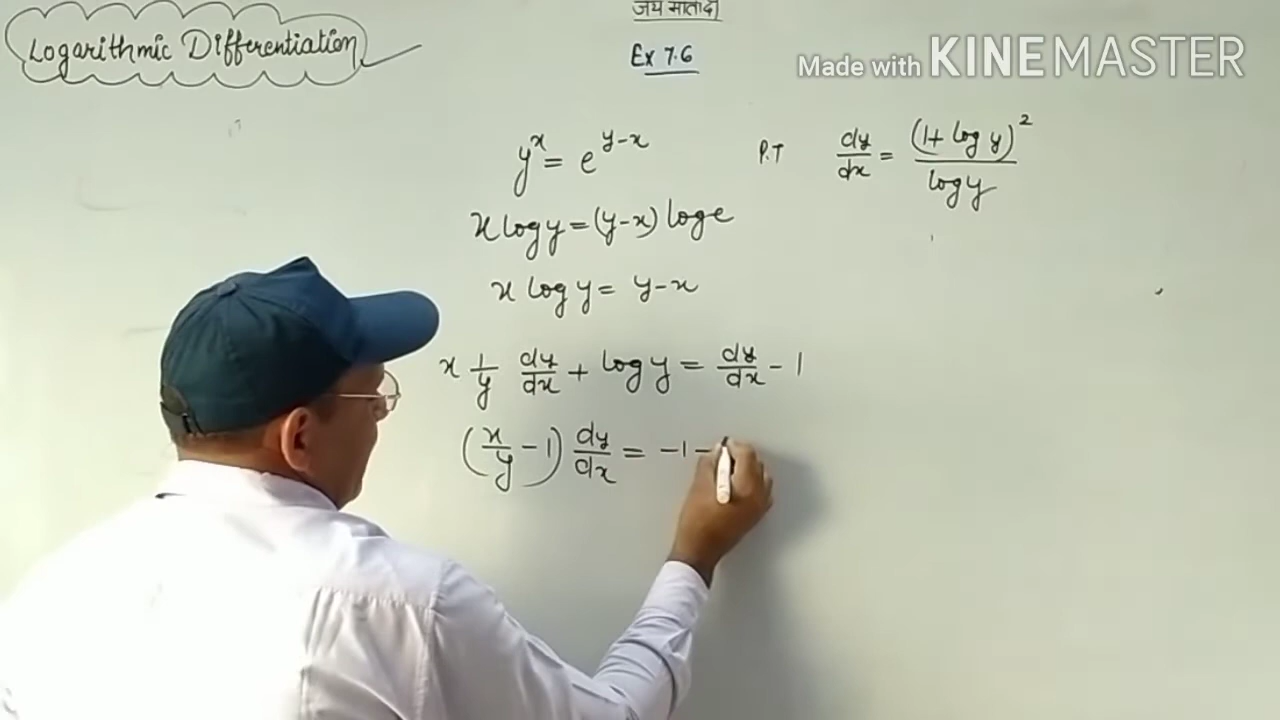 जय माता दी
Logarithmic Differentiation
Ex 7.6
Made with KINEMASTER
y^x = e^(y-x) P.T dy/dx = (1+ log y)^2 / log y
x log y = (y-x) log e
x log y = y-x
x 1/y dy/dx + log y = dy/dx - 1
(x/y - 1) dy/dx = -1 -